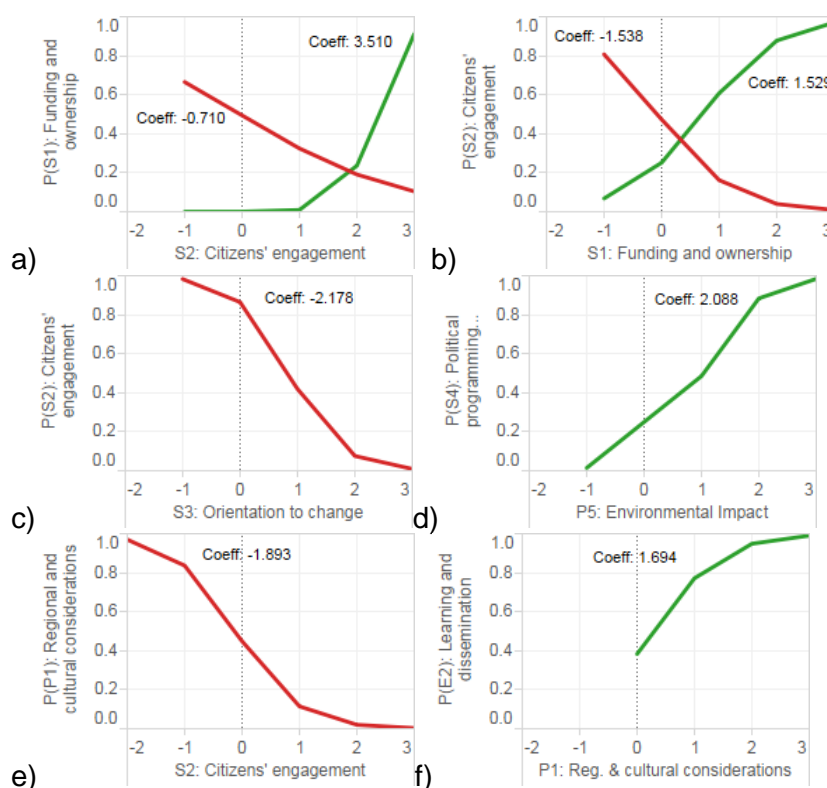 a)
P(S1): Funding and
ownership
1.0
0.8
0.6
0.4
0.2
0.0
Coeff: 3.510
Coeff: -0.710
-2 -1 0 1 2 3
S2: Citizens' engagement
b)
P(S2): Citizens'
engagement
1.0
0.8
0.6
0.4
0.2
0.0
Coeff: -1.538
Coeff: 1.529
-2 -1 0 1 2 3
S1: Funding and ownership
c)
P(S2): Citizens'
engagement
1.0
0.8
0.6
0.4
0.2
0.0
Coeff: -2.178
-2 -1 0 1 2 3
S3: Orientation to change
d)
P(S4): Political
programming...
1.0
0.8
0.6
0.4
0.2
0.0
Coeff: 2.088
-2 -1 0 1 2 3
P5: Environmental Impact
e)
P(P1): Regional and
cultural considerations
1.0
0.8
0.6
0.4
0.2
0.0
Coeff: -1.893
-2 -1 0 1 2 3
S2: Citizens' engagement
f)
P(E2): Learning and
dissemination
1.0
0.8
0.6
0.4
0.2
0.0
Coeff: 1.694
-2 -1 0 1 2 3
P1: Reg. & cultural considerations